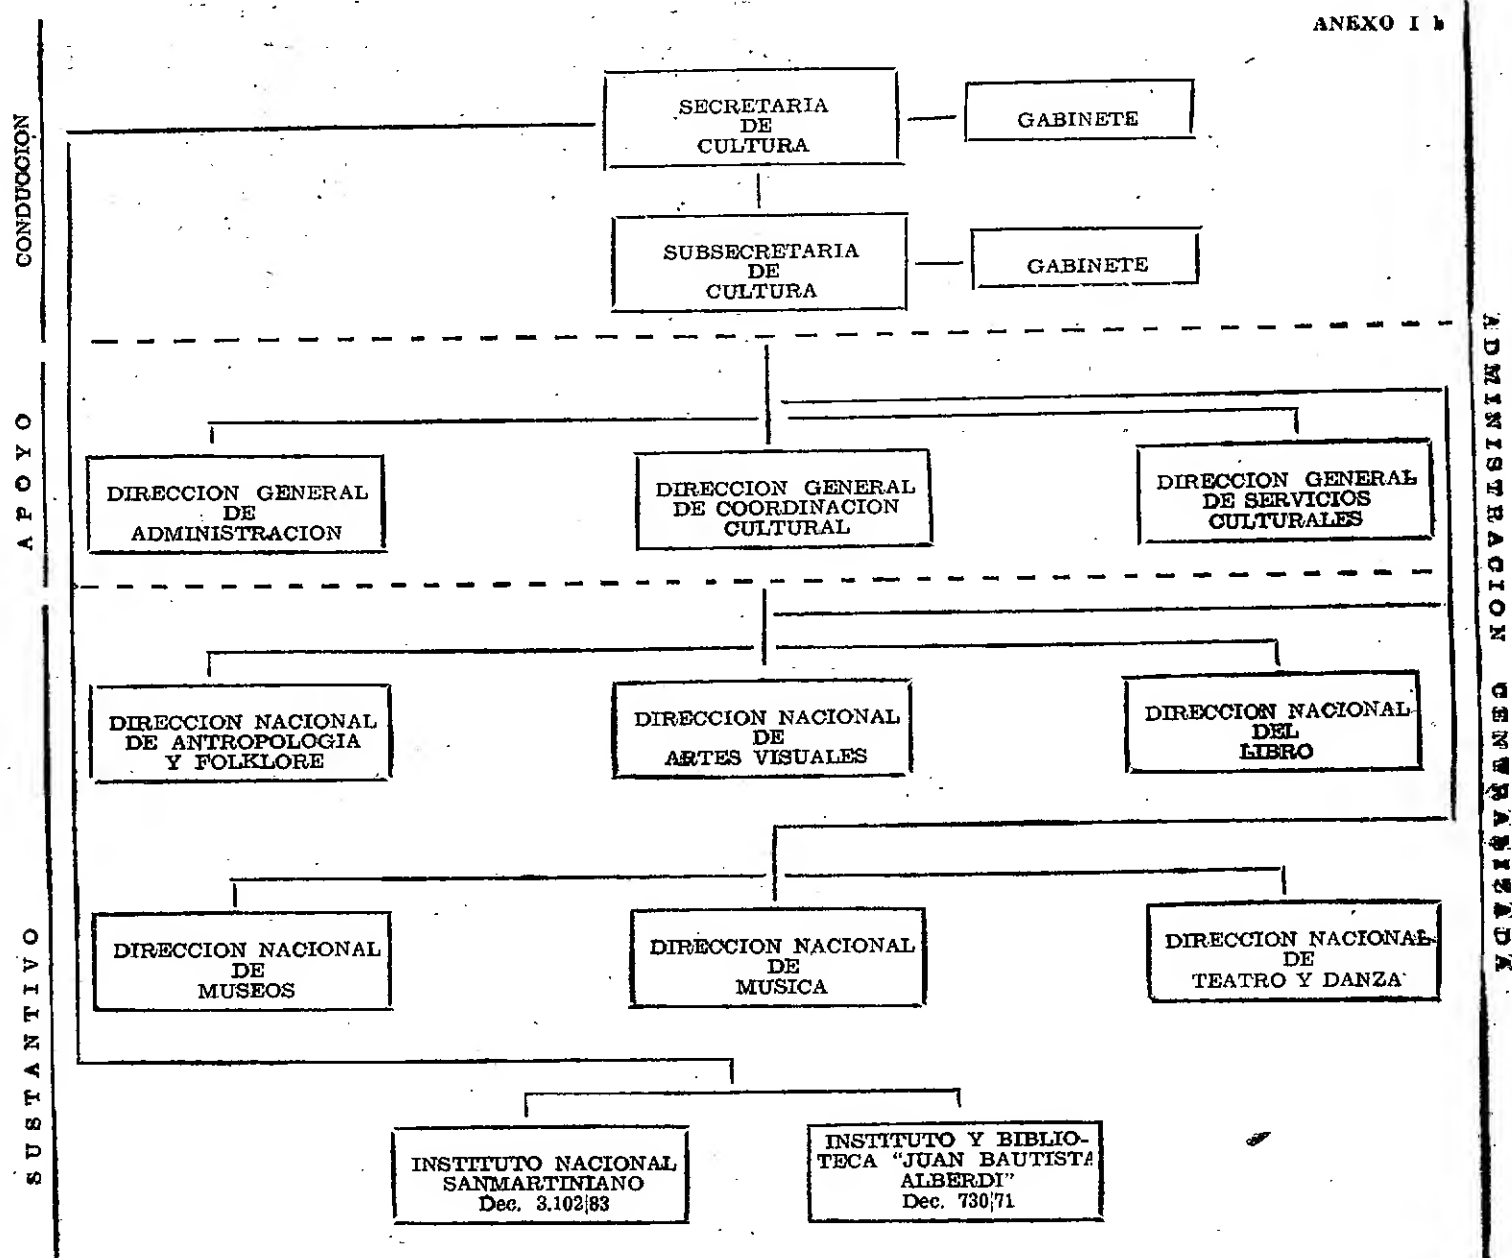 ANEXO I b
CONDUCCION
SECRETARIA
DE
CULTURA
GABINETE
SUBSECRETARIA
DE
CULTURA
GABINETE
ADMINISTRACION CENTRALIZADA
APOYO
DIRECCION GENERAL
DE
ADMINISTRACION
DIRECCION GENERAL
DE COORDINACION
CULTURAL
DIRECCION GENERAL
DE SERVICIOS
CULTURALES
SUSTANTIVO
DIRECCION NACIONAL
DE ANTROPOLOGIA
Y FOLKLORE
DIRECCION NACIONAL
DE
ARTES VISUALES
DIRECCION NACIONAL
DEL
LIBRO
DIRECCION NACIONAL
DE
MUSEOS
DIRECCION NACIONAL
DE
MUSICA
DIRECCION NACIONAL
DE
TEATRO Y DANZA
INSTITUTO NACIONAL
SANMARTINIANO
Dec. 3.102|83
INSTITUTO Y BIBLIO-
TECA "JUAN BAUTISTA
ALBERDI"
Dec. 730|71